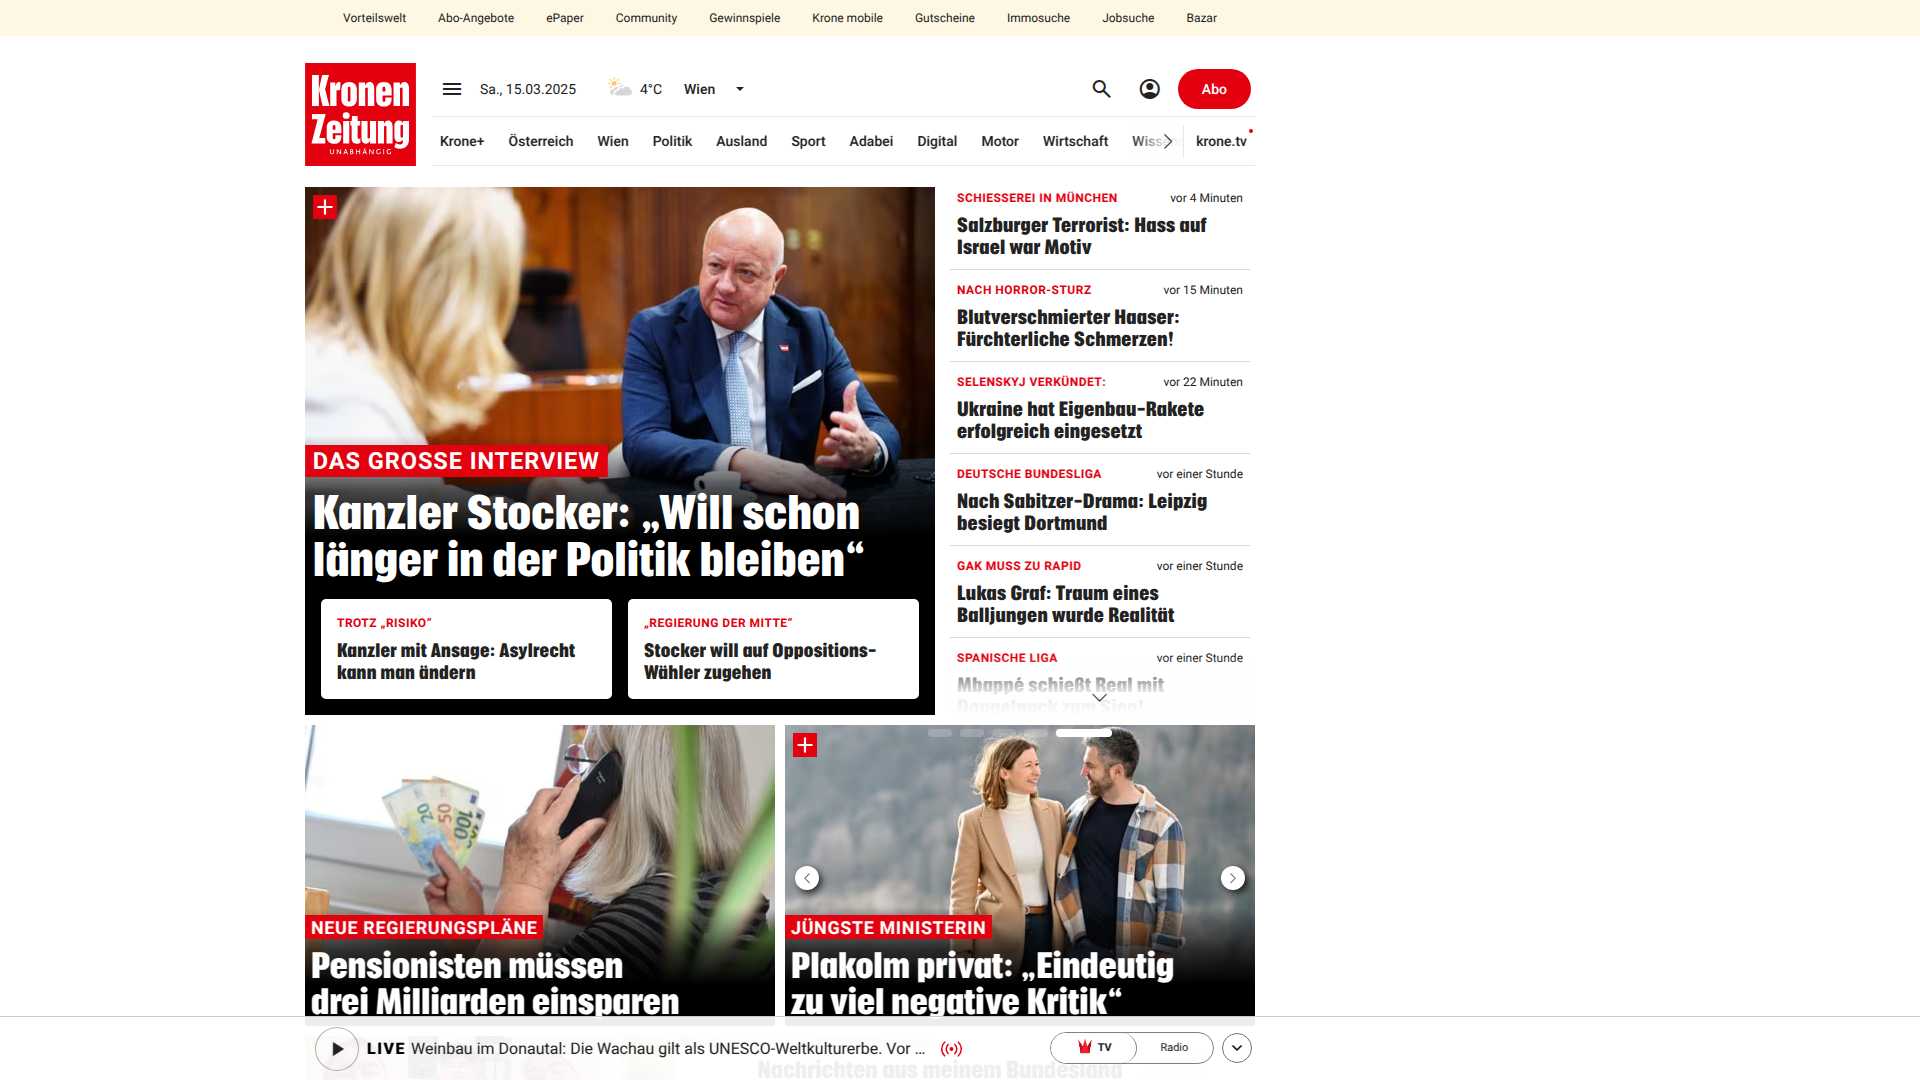 Vorteilswelt Abo-Angebote ePaper Community Gewinnspiele Krone mobile Gutscheine Immosuche Jobsuche Bazar
Kronen
Zeitung
UNABHÄNGIG
Sa., 15.03.2025 4°C Wien
Abo
Krone+ Österreich Wien Politik Ausland Sport Adabei Digital Motor Wirtschaft krone.tv
DAS GROSSE INTERVIEW
Kanzler Stocker: „Will schon
länger in der Politik bleiben“
TROTZ „RISIKO“
Kanzler mit Ansage: Asylrecht
kann man ändern
„REGIERUNG DER MITTE“
Stocker will auf Oppositions-
Wähler zugehen
SCHIESSEREI IN MÜNCHEN vor 4 Minuten
Salzburger Terrorist: Hass auf
Israel war Motiv
NACH HORROR-STURZ vor 15 Minuten
Blutverschmierter Haaser:
Fürchterliche Schmerzen!
SELENSKYJ VERKÜNDET: vor 22 Minuten
Ukraine hat Eigenbau-Rakete
erfolgreich eingesetzt
DEUTSCHE BUNDESLIGA vor einer Stunde
Nach Sabitzer-Drama: Leipzig
besiegt Dortmund
GAK MUSS ZU RAPID vor einer Stunde
Lukas Graf: Traum eines
Balljungen wurde Realität
SPANISCHE LIGA vor einer Stunde
Mbappé schießt Real mit
Doppelpack zum Sieg!
NEUE REGIERUNGSPLÄNE
Pensionisten müssen
drei Milliarden einsparen
JÜNGSTE MINISTERIN
Plakolm privat: „Eindeutig
zu viel negative Kritik“
LIVE Weinbau im Donautal: Die Wachau gilt als UNESCO-Weltkulturerbe. Vor ...
TV Radio
Nachrichten aus meinem Bundesland